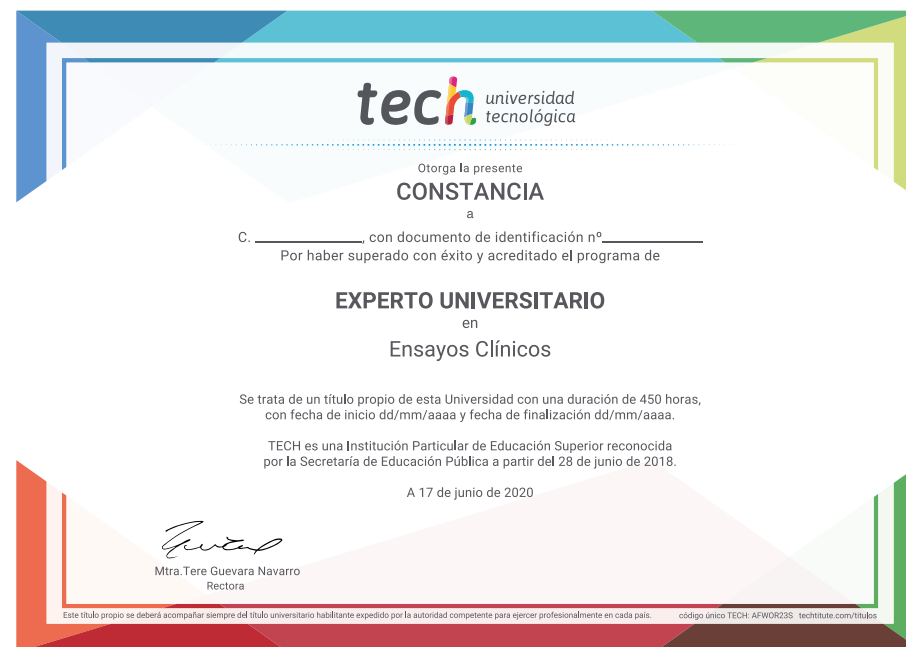 tech universidad
tecnológica
Otorga la presente
CONSTANCIA
a
C. ____________, con documento de identificación nº____________
Por haber superado con éxito y acreditado el programa de
EXPERTO UNIVERSITARIO
en
Ensayos Clínicos
Se trata de un título propio de esta Universidad con una duración de 450 horas,
con fecha de inicio dd/mm/aaaa y fecha de finalización dd/mm/aaaa.
TECH es una Institución Particular de Educación Superior reconocida
por la Secretaría de Educación Pública a partir del 28 de junio de 2018.
A 17 de junio de 2020
Mtra.Tere Guevara Navarro
Rectora
Este título propio se deberá acompañar siempre del título universitario habilitante expedido por la autoridad competente para ejercer profesionalmente en cada país.
código único TECH: AFWOR23S techtitute.com/titulos